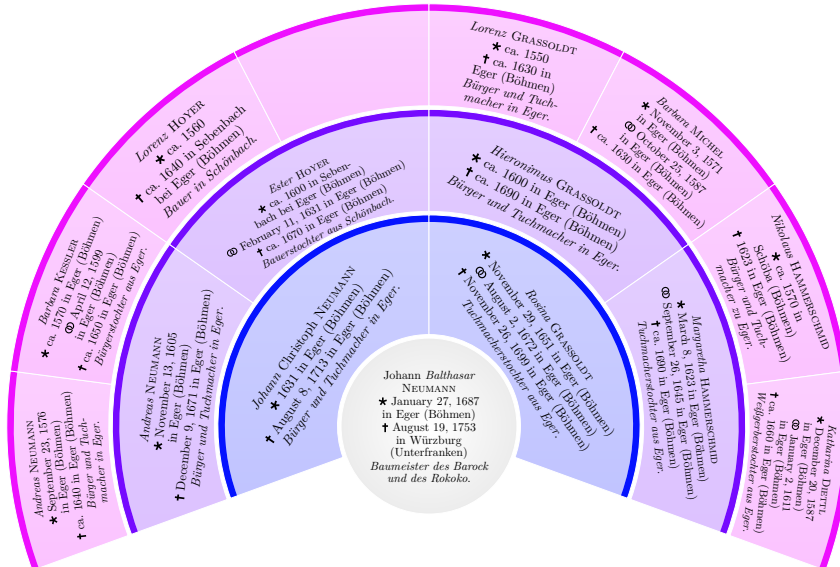 Johann Balthasar
NEUMANN
* January 27, 1687
in Eger (Böhmen)
† August 19, 1753
in Würzburg
(Unterfranken)
Baumeister des Barock
und des Rokoko.
Johann Christoph NEUMANN
* 1631 in Eger (Böhmen)
† August 8, 1713 in Eger (Böhmen)
Bürger und Tuchmacher in Eger.
Rosina GRASSOLDT
* November 29, 1651 in Eger (Böhmen)
⚭ August 2, 1672 in Eger (Böhmen)
† November 26, 1699 in Eger (Böhmen)
Tuchmacherstochter aus Eger.
Andreas NEUMANN
* November 13, 1605
in Eger (Böhmen)
† December 9, 1671 in Eger (Böhmen)
Bürger und Tuchmacher in Eger.
Ester HOYER
* ca. 1600 in Seben-
bach bei Eger (Böhmen)
⚭ February 11, 1631 in Eger (Böhmen)
† ca. 1670 in Eger (Böhmen)
Bauerstochter aus Schönbach.
Hieronimus GRASSOLDT
* ca. 1600 in Eger (Böhmen)
† ca. 1690 in Eger (Böhmen)
Bürger und Tuchmacher in Eger.
Margaretha HAMMERSCHMID
* March 8, 1623 in Eger (Böhmen)
⚭ September 26, 1645 in Eger (Böhmen)
† ca. 1690 in Eger (Böhmen)
Tuchmacherstochter aus Eger.
Andreas NEUMANN
* September 23, 1576
in Eger (Böhmen)
† ca. 1640 in Eger (Böhmen)
Bürger und Tuch-
macher in Eger.
Barbara KESSLER
* ca. 1570 in Eger (Böhmen)
⚭ April 12, 1599
in Eger (Böhmen)
† ca. 1650 in Eger (Böhmen)
Bürgerstochter aus Eger.
Lorenz HOYER
* ca. 1560
† ca. 1640 in Sebenbach
bei Eger (Böhmen)
Bauer in Schönbach.
Lorenz GRASSOLDT
* ca. 1550
† ca. 1630 in
Eger (Böhmen)
Bürger und Tuch-
macher in Eger.
Barbara MICHEL
* November 3, 1571
in Eger (Böhmen)
⚭ October 25, 1587
in Eger (Böhmen)
† ca. 1630 in Eger (Böhmen)
Nikolaus HAMMERSCHMID
* ca. 1570 in
Schöba (Böhmen)
† 1623 in Eger (Böhmen)
Bürger und Tuch-
macher zu Eger.
Katharina DIETTL
* December 20, 1587
in Eger (Böhmen)
⚭ January 2, 1611
in Eger (Böhmen)
† ca. 1660 in Eger (Böhmen)
Weißgerberstochter aus Eger.